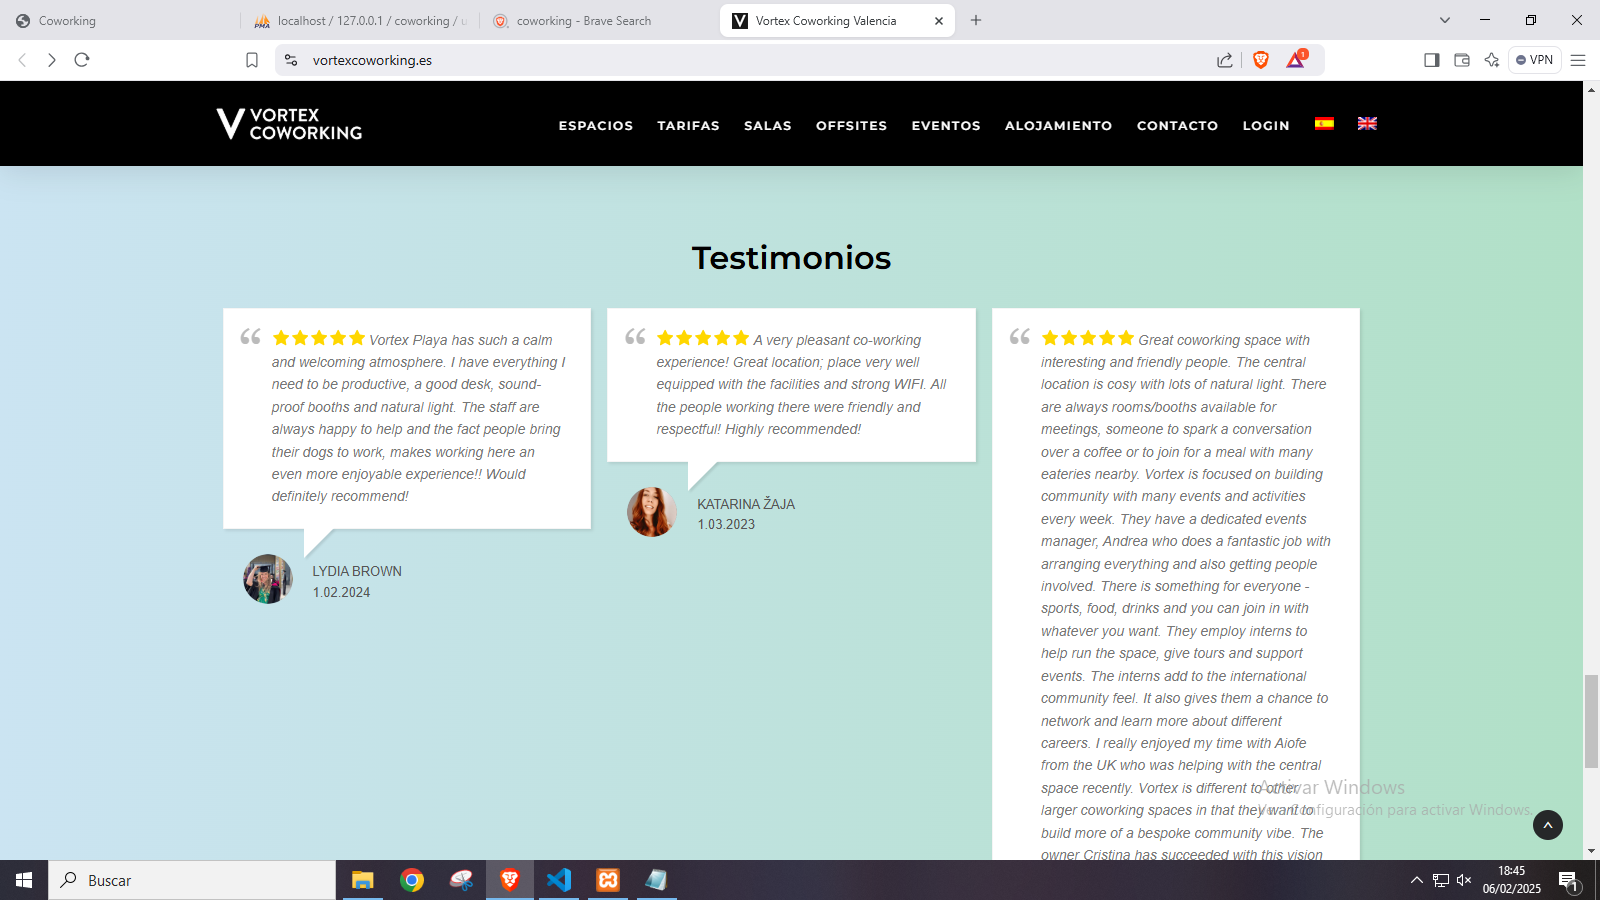 Coworking
localhost / 127.0.0.1 / coworking / u
coworking - Brave Search
Vortex Coworking Valencia
vortexcoworking.es
1
VPN
VORTEX
COWORKING
ESPACIOS
TARIFAS
SALAS
OFFSITES
EVENTOS
ALOJAMIENTO
CONTACTO
LOGIN
Testimonios
Vortex Playa has such a calm
and welcoming atmosphere. I have everything I
need to be productive, a good desk, sound-
proof booths and natural light. The staff are
always happy to help and the fact people bring
their dogs to work, makes working here an
even more enjoyable experience!! Would
definitely recommend!
LYDIA BROWN
1.02.2024
A very pleasant co-working
experience! Great location; place very well
equipped with the facilities and strong WIFI. All
the people working there were friendly and
respectful! Highly recommended!
KATARINA ŽAJA
1.03.2023
Great coworking space with
interesting and friendly people. The central
location is cosy with lots of natural light. There
are always rooms/booths available for
meetings, someone to spark a conversation
over a coffee or to join for a meal with many
eateries nearby. Vortex is focused on building
community with many events and activities
every week. They have a dedicated events
manager, Andrea who does a fantastic job with
arranging everything and also getting people
involved. There is something for everyone -
sports, food, drinks and you can join in with
whatever you want. They employ interns to
help run the space, give tours and support
events. The interns add to the international
community feel. It also gives them a chance to
network and learn more about different
careers. I really enjoyed my time with Aiofe
from the UK who was helping with the central
space recently. Vortex is different to other
larger coworking spaces in that they want to
build more of a bespoke community vibe. The
owner Cristina has succeeded with this vision
Activar Windows
Ve a Configuración para activar Windows.
Buscar
18:45
06/02/2025
1